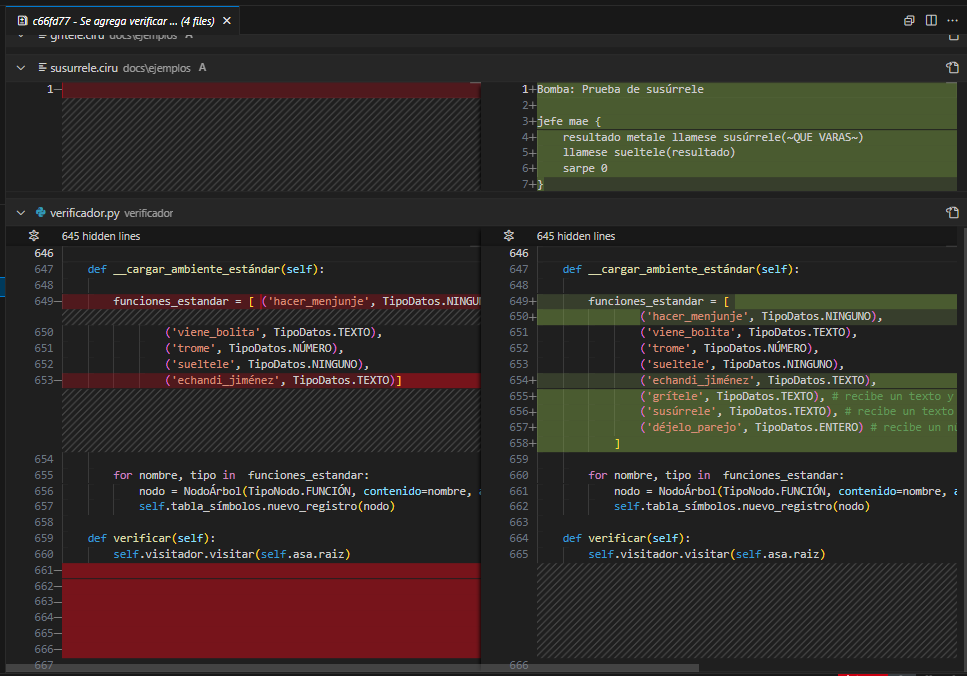 c66fd77 - Se agrega verificar ... (4 files)
gritele.ciru docs\ejemplos A
susurrele.ciru docs\ejemplos A
1
1+ Bomba: Prueba de susúrrele
2+
3+ jefe mae {
4+ resultado metale llamese susúrrele(~QUE VARAS~)
5+ llamese sueltele(resultado)
6+ sarpe 0
7+ }
verificador.py verificador
645 hidden lines
646
647 def __cargar_ambiente_estándar(self):
648
649- funciones_estandar = [ ('hacer_menjunje', TipoDatos.NINGU
650 ('viene_bolita', TipoDatos.TEXTO),
651 ('trome', TipoDatos.NÚMERO),
652 ('sueltele', TipoDatos.NINGUNO),
653- ('echandi_jiménez', TipoDatos.TEXTO)]
654
655 for nombre, tipo in funciones_estandar:
656 nodo = NodoÁrbol(TipoNodo.FUNCIÓN, contenido=nombre,
657 self.tabla_símbolos.nuevo_registro(nodo)
658
659 def verificar(self):
660 self.visitador.visitar(self.asa.raiz)
661-
662-
663-
664-
665-
666-
667
645 hidden lines
646
647 def __cargar_ambiente_estándar(self):
648
649+ funciones_estandar = [
650+ ('hacer_menjunje', TipoDatos.NINGUNO),
651 ('viene_bolita', TipoDatos.TEXTO),
652 ('trome', TipoDatos.NÚMERO),
653 ('sueltele', TipoDatos.NINGUNO),
654+ ('echandi_jiménez', TipoDatos.TEXTO),
655+ ('grítele', TipoDatos.TEXTO), # recibe un texto y
656+ ('susúrrele', TipoDatos.TEXTO), # recibe un texto
657+ ('déjelo_parejo', TipoDatos.ENTERO) # recibe un nu
658+ ]
659
660 for nombre, tipo in funciones_estandar:
661 nodo = NodoÁrbol(TipoNodo.FUNCIÓN, contenido=nombre, a
662 self.tabla_símbolos.nuevo_registro(nodo)
663
664 def verificar(self):
665 self.visitador.visitar(self.asa.raiz)
666